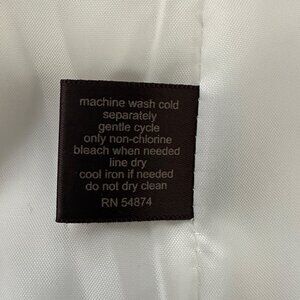 machine wash cold
separately
gentle cycle
only non-chlorine
bleach when needed
line dry
cool iron if needed
do not dry clean
RN 54874